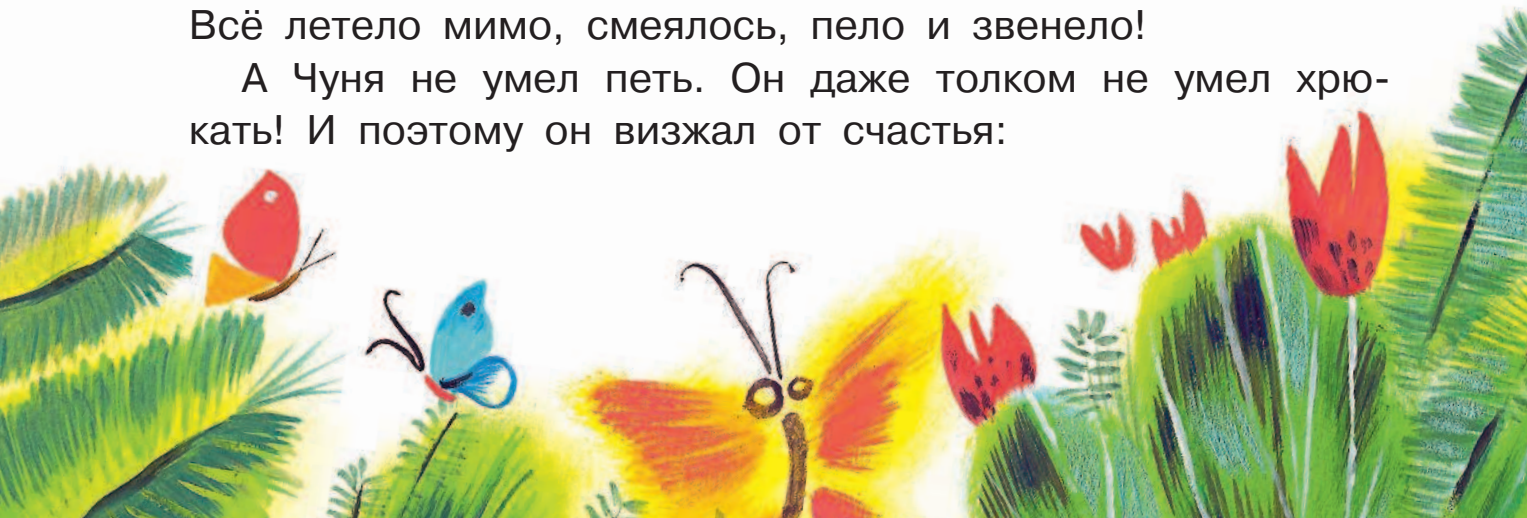 Всё летело мимо, смеялось, пело и звенело!
А Чуня не умел петь. Он даже толком не умел хрю-
кать! И поэтому он визжал от счастья: